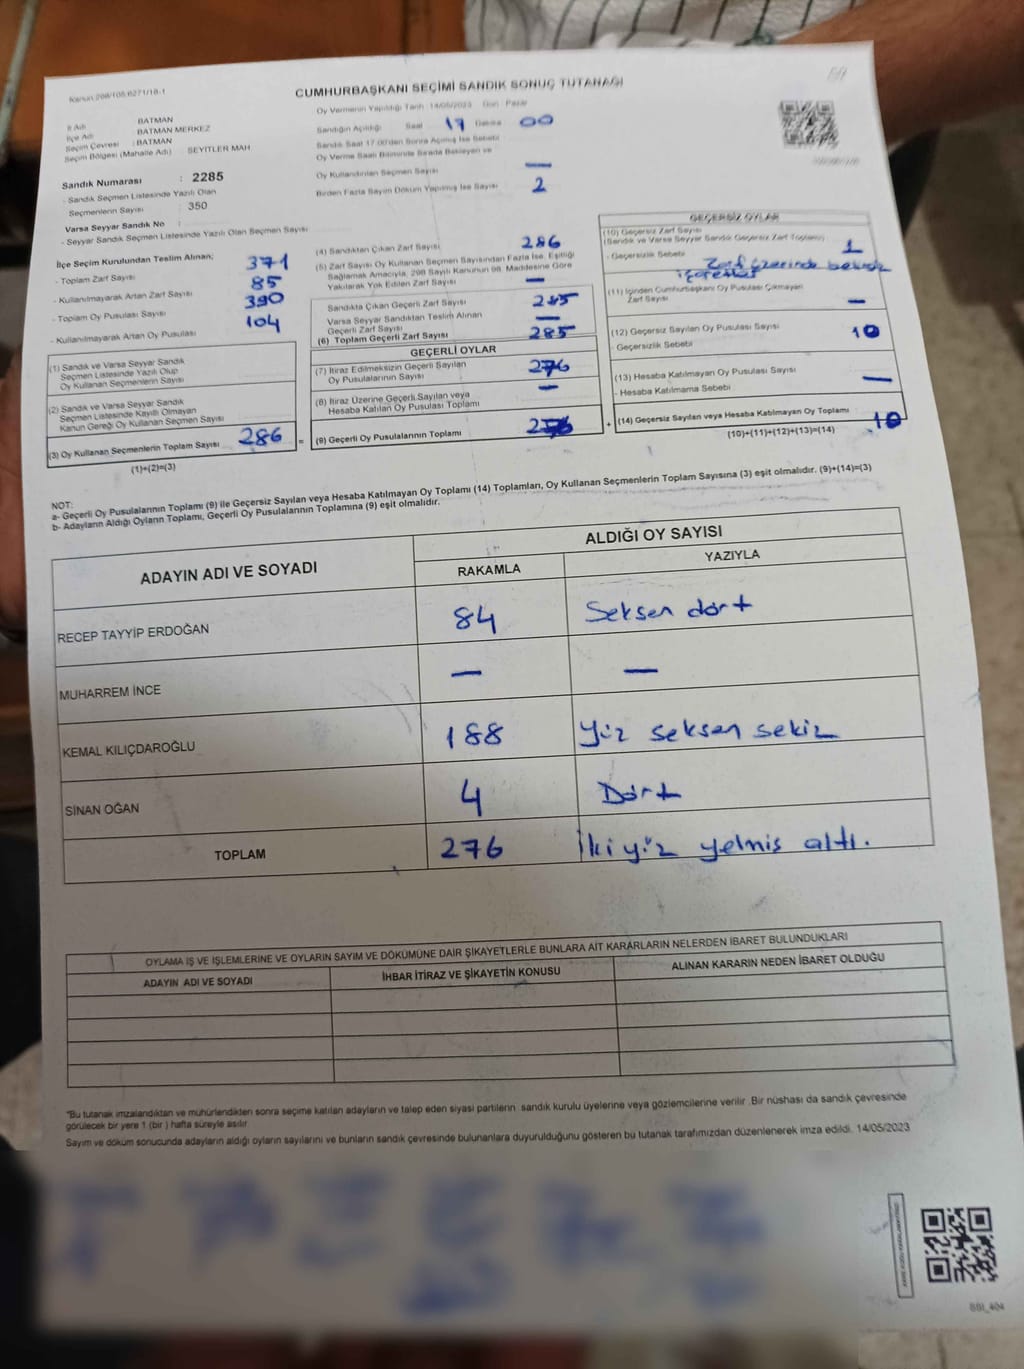 CUMHURBAŞKANI SEÇİMİ SANDIK SONUÇ TUTANAĞI
İl Adı BATMAN
İlçe Adı BATMAN MERKEZ
Seçim Çevresi : BATMAN
Seçim Bölgesi (Mahalle Adı) SEYİTLER MAH
Sandık Numarası : 2285
- Sandık Seçmen Listesinde Yazılı Olan
Seçmenlerin Sayısı : 350
Varsa Seyyar Sandık No
- Seyyar Sandık Seçmen Listesinde Yazılı Olan Seçmen Sayısı
Oy Vermenin Yapıldığı Tarih 14/05/2023 Gün Pazar
Sandığın Açıldığı Saat 17 Dakika 00
Sandık Saat 17.00'den Sonra Açılmış İse Sebebi
Oy Verme Saati Bitiminde Sırada Bekleyen ve
Oy Kullandırılan Seçmen Sayısı —
Birden Fazla Sayım Döküm Yapılmış İse Sayısı 2
İlçe Seçim Kurulundan Teslim Alınan;
- Toplam Zarf Sayısı 371
- Kullanılmayarak Artan Zarf Sayısı 85
- Toplam Oy Pusulası Sayısı 390
- Kullanılmayarak Artan Oy Pusulası 104
(1) Sandık ve Varsa Seyyar Sandık
Seçmen Listesinde Yazılı Olup
Oy Kullanan Seçmenlerin Sayısı
(2) Sandık ve Varsa Seyyar Sandık
Seçmen Listesinde Kayıtlı Olmayan
Kanun Gereği Oy Kullanan Seçmen Sayısı
(3) Oy Kullanan Seçmenlerin Toplam Sayısı 286
(1)+(2)=(3)
=
(4) Sandıktan Çıkan Zarf Sayısı 286
(5) Zarf Sayısı Oy Kullanan Seçmen Sayısından Fazla İse, Eşitliği
Sağlamak Amacıyla, 298 Sayılı Kanunun 98. Maddesine Göre
Yakılarak Yok Edilen Zarf Sayısı —
Sandıkta Çıkan Geçerli Zarf Sayısı 285
Varsa Seyyar Sandıktan Teslim Alınan
Geçerli Zarf Sayısı —
(6) Toplam Geçerli Zarf Sayısı 285
GEÇERLİ OYLAR
(7) İtiraz Edilmeksizin Geçerli Sayılan
Oy Pusulalarının Sayısı 276
(8) İtiraz Üzerine Geçerli Sayılan veya
Hesaba Katılan Oy Pusulası Toplamı —
(9) Geçerli Oy Pusulalarının Toplamı 276
+
GEÇERSİZ OYLAR
(10) Geçersiz Zarf Sayısı
(Sandık ve Varsa Seyyar Sandık Geçersiz Zarf Toplamı) 1
- Geçersizlik Sebebi Zarf üzerinde
(11) İçinden Cumhurbaşkanı Oy Pusulası Çıkmayan
Zarf Sayısı —
(12) Geçersiz Sayılan Oy Pusulası Sayısı 10
- Geçersizlik Sebebi
(13) Hesaba Katılmayan Oy Pusulası Sayısı —
- Hesaba Katılmama Sebebi
(14) Geçersiz Sayılan veya Hesaba Katılmayan Oy Toplamı 10
(10)+(11)+(12)+(13)=(14)
NOT:
a- Geçerli Oy Pusulalarının Toplamı (9) ile Geçersiz Sayılan veya Hesaba Katılmayan Oy Toplamı (14) Toplamları, Oy Kullanan Seçmenlerin Toplam Sayısına (3) eşit olmalıdır. (9)+(14)=(3)
b- Adayların Aldığı Oyların Toplamı, Geçerli Oy Pusulalarının Toplamına (9) eşit olmalıdır.
ADAYIN ADI VE SOYADI
ALDIĞI OY SAYISI
RAKAMLA YAZIYLA
RECEP TAYYİP ERDOĞAN 84 Seksen dört
MUHARREM İNCE — —
KEMAL KILIÇDAROĞLU 188 Yüz seksen sekiz
SİNAN OĞAN 4 Dört
TOPLAM 276 İkiyüz yetmiş altı.
OYLAMA İŞ VE İŞLEMLERİNE VE OYLARIN SAYIM VE DÖKÜMÜNE DAİR ŞİKAYETLERLE BUNLARA AİT KARARLARIN NELERDEN İBARET BULUNDUKLARI
ADAYIN ADI VE SOYADI İHBAR İTİRAZ VE ŞİKAYETİN KONUSU ALINAN KARARIN NEDEN İBARET OLDUĞU
*Bu tutanak imzalandıktan ve mühürlendikten sonra seçime katılan adayların ve talep eden siyasi partilerin sandık kurulu üyelerine veya gözlemcilerine verilir. Bir nüshası da sandık çevresinde
görülecek bir yere 1 (bir) hafta süreyle asılır.
Sayım ve döküm sonucunda adayların aldığı oyların sayılarını ve bunların sandık çevresinde bulunanlara duyurulduğunu gösteren bu tutanak tarafımızdan düzenlenerek imza edildi. 14/05/2023
BBI_404